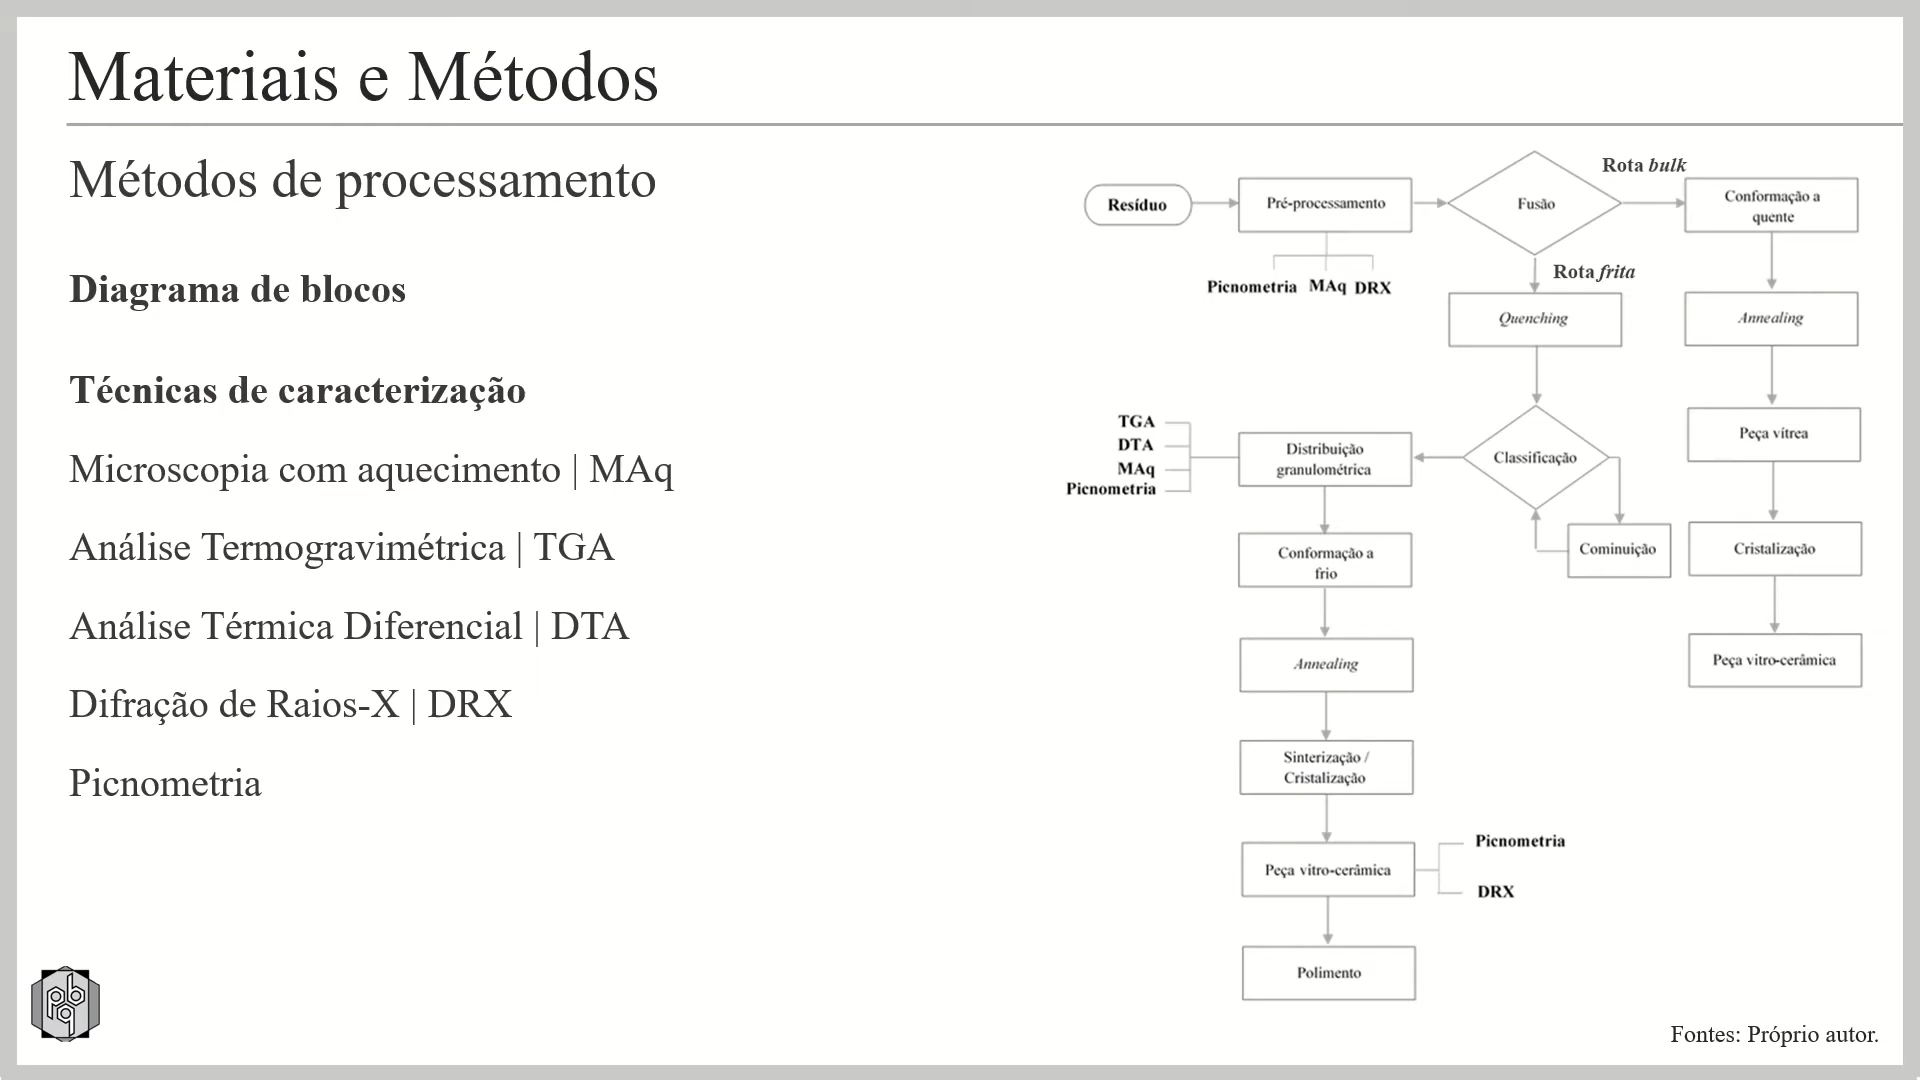 Materiais e Métodos
Métodos de processamento
Diagrama de blocos
Técnicas de caracterização
Microscopia com aquecimento | MAq
Análise Termogravimétrica | TGA
Análise Térmica Diferencial | DTA
Difração de Raios-X | DRX
Picnometria
Resíduo
Pré-processamento
Picnometria
MAq
DRX
Fusão
Rota bulk
Conformação a
quente
Annealing
Peça vítrea
Cristalização
Peça vitro-cerâmica
Rota frita
Quenching
Classificação
Cominuição
Distribuição
granulométrica
TGA
DTA
MAq
Picnometria
Conformação a
frio
Annealing
Sinterização /
Cristalização
Peça vitro-cerâmica
Picnometria
DRX
Polimento
pbqg
Fontes: Próprio autor.